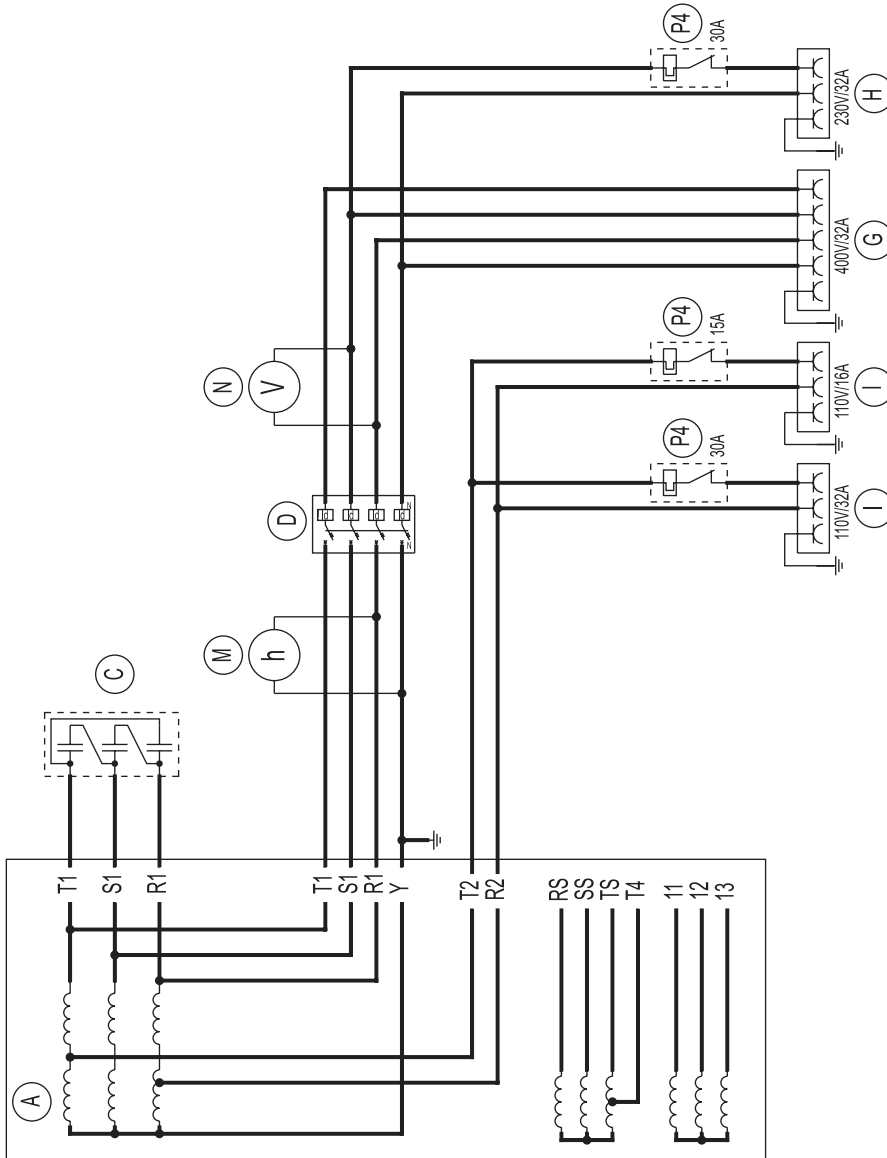 A
T1
S1
R1
C
T1
S1
R1
Y
T2
R2
RS
SS
TS
T4
11
12
13
M
h
D
N
N
N
V
P4
30A
P4
15A
P4
30A
110V/32A
I
110V/16A
I
400V/32A
G
230V/32A
H